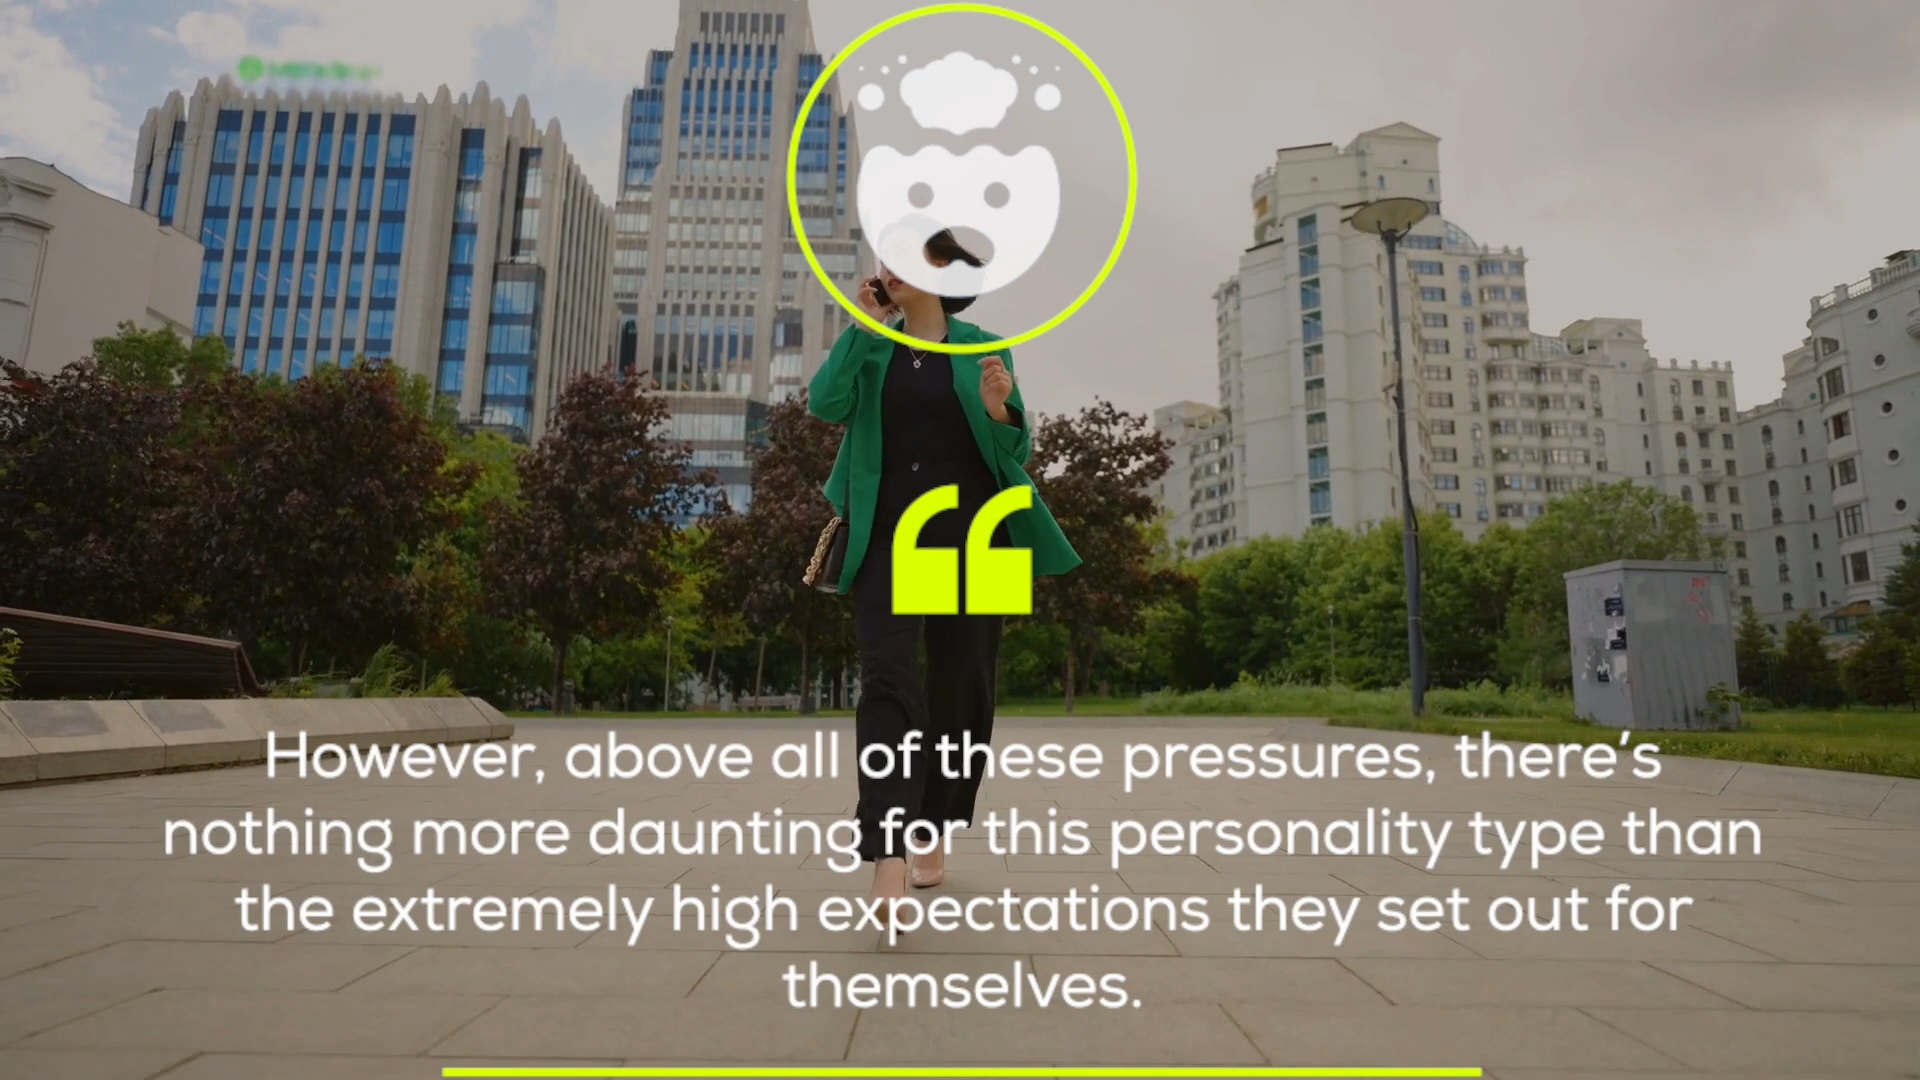 However, above all of these pressures, there's
nothing more daunting for this personality type than
the extremely high expectations they set out for
themselves.